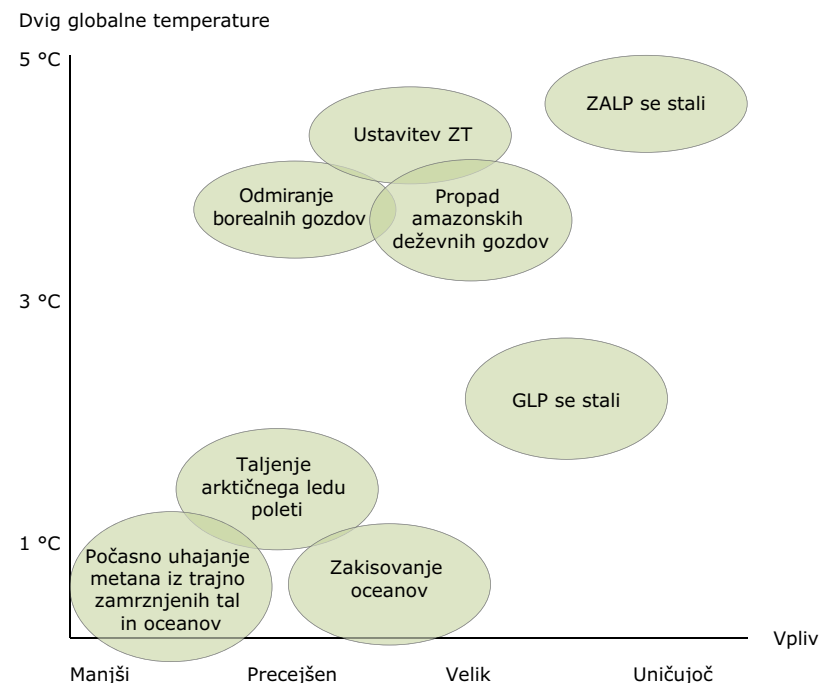 Dvig globalne temperature
5 °C
ZALP se stali
Ustavitev ZT
Odmiranje
borealnih gozdov
Propad
amazonskih
deževnih gozdov
3 °C
GLP se stali
Taljenje
arktičnega ledu
poleti
1 °C
Počasno uhajanje
metana iz trajno
zamrznjenih tal
in oceanov
Zakisovanje
oceanov
Vpliv
Manjši
Precejšen
Velik
Uničujoč